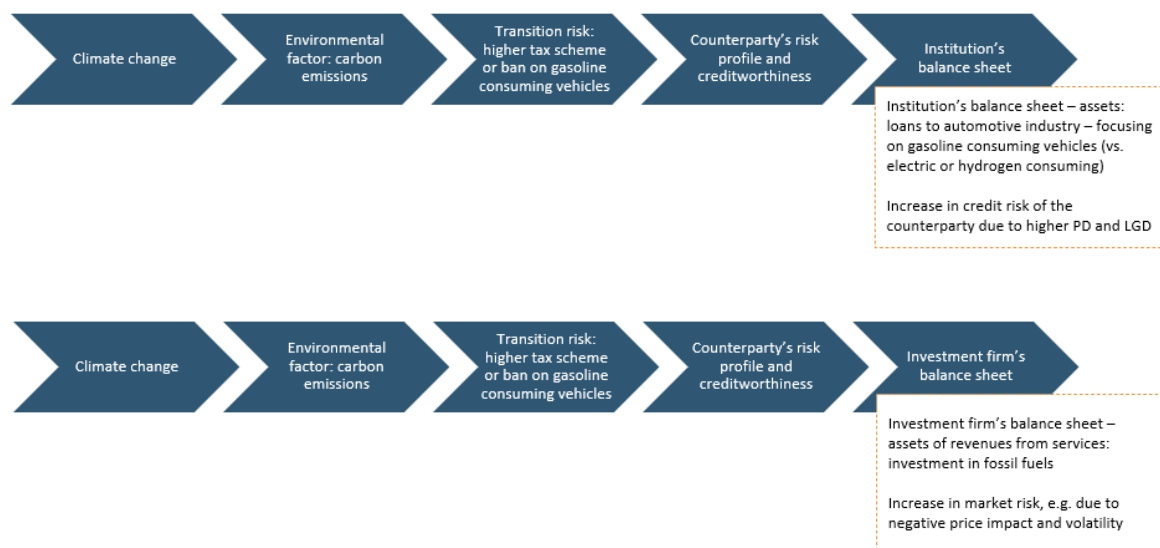 Climate change
Environmental
factor: carbon
emissions
Transition risk:
higher tax scheme
or ban on gasoline
consuming vehicles
Counterparty's risk
profile and
creditworthiness
Institution's
balance sheet
Institution's balance sheet – assets:
loans to automotive industry – focusing
on gasoline consuming vehicles (vs.
electric or hydrogen consuming)
Increase in credit risk of the
counterparty due to higher PD and LGD
Climate change
Environmental
factor: carbon
emissions
Transition risk:
higher tax scheme
or ban on gasoline
consuming vehicles
Counterparty's risk
profile and
creditworthiness
Investment firm's
balance sheet
Investment firm's balance sheet –
assets of revenues from services:
investment in fossil fuels
Increase in market risk, e.g. due to
negative price impact and volatility